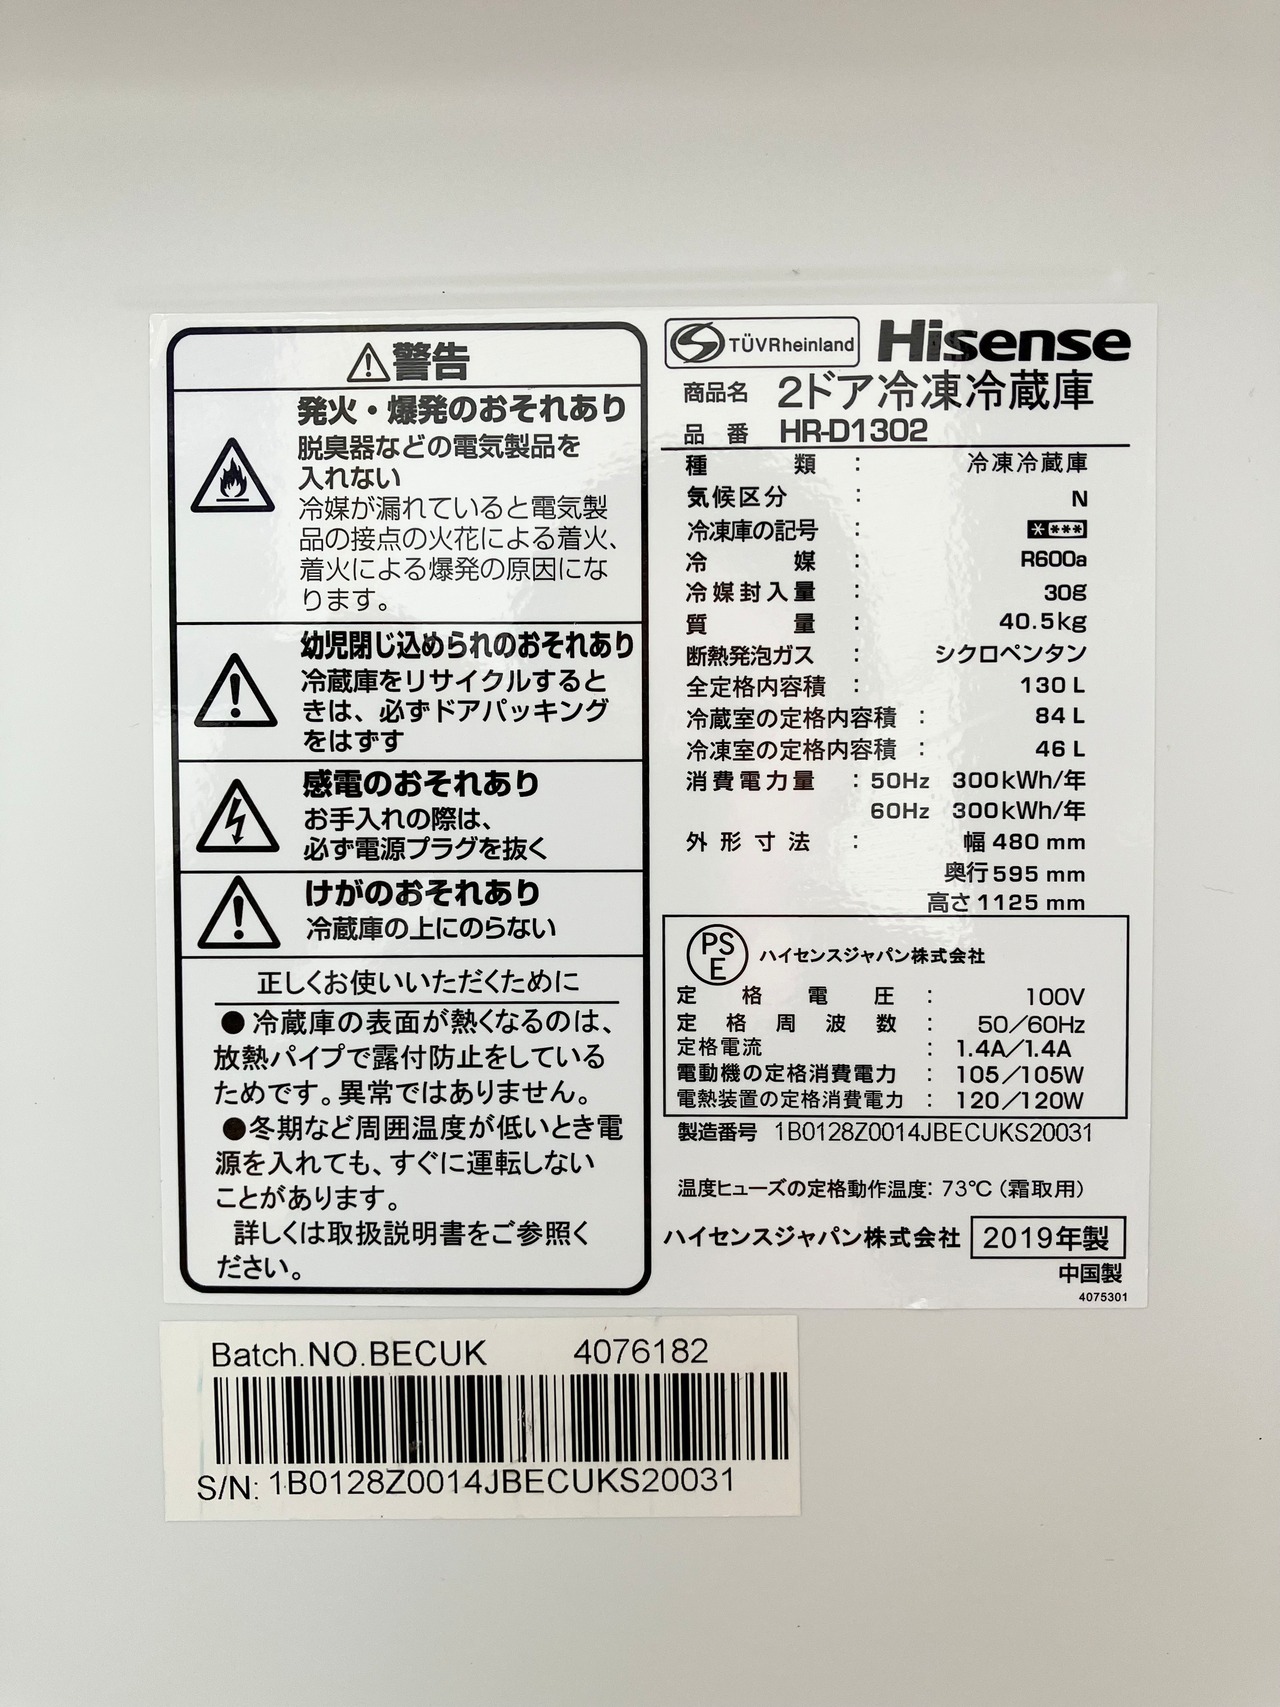 警告
発火・爆発のおそれあり
脱臭器などの電気製品を
入れない
冷媒が漏れていると電気製
品の接点の火花による着火、
着火による爆発の原因にな
ります。
幼児閉じ込められのおそれあり
冷蔵庫をリサイクルすると
きは、必ずドアパッキング
をはずす
感電のおそれあり
お手入れの際は、
必ず電源プラグを抜く
けがのおそれあり
冷蔵庫の上にのらない
正しくお使いいただくために
●冷蔵庫の表面が熱くなるのは、
放熱パイプで露付防止をしている
ためです。異常ではありません。
●冬期など周囲温度が低いとき電
源を入れても、すぐに運転しない
ことがあります。
詳しくは取扱説明書をご参照く
ださい。
TÜVRheinland Hisense
商品名 2ドア冷凍冷蔵庫
品番 HR-D1302
種類 : 冷凍冷蔵庫
気候区分 : N
冷凍庫の記号 : * ***
冷媒 : R600a
冷媒封入量 : 30g
質量 : 40.5kg
断熱発泡ガス : シクロペンタン
全定格内容積 : 130 L
冷蔵室の定格内容積 : 84 L
冷凍室の定格内容積 : 46 L
消費電力量 : 50Hz 300kWh/年
60Hz 300kWh/年
外形寸法 : 幅 480 mm
奥行 595 mm
高さ 1125 mm
PSE ハイセンスジャパン株式会社
定格電圧 : 100V
定格周波数 : 50/60Hz
定格電流 : 1.4A/1.4A
電動機の定格消費電力 : 105/105W
電熱装置の定格消費電力 : 120/120W
製造番号 1B0128Z0014JBECUKS20031
温度ヒューズの定格動作温度: 73℃(霜取用)
ハイセンスジャパン株式会社 2019年製
中国製
4075301
Batch.NO.BECUK 4076182
S/N: 1B0128Z0014JBECUKS20031